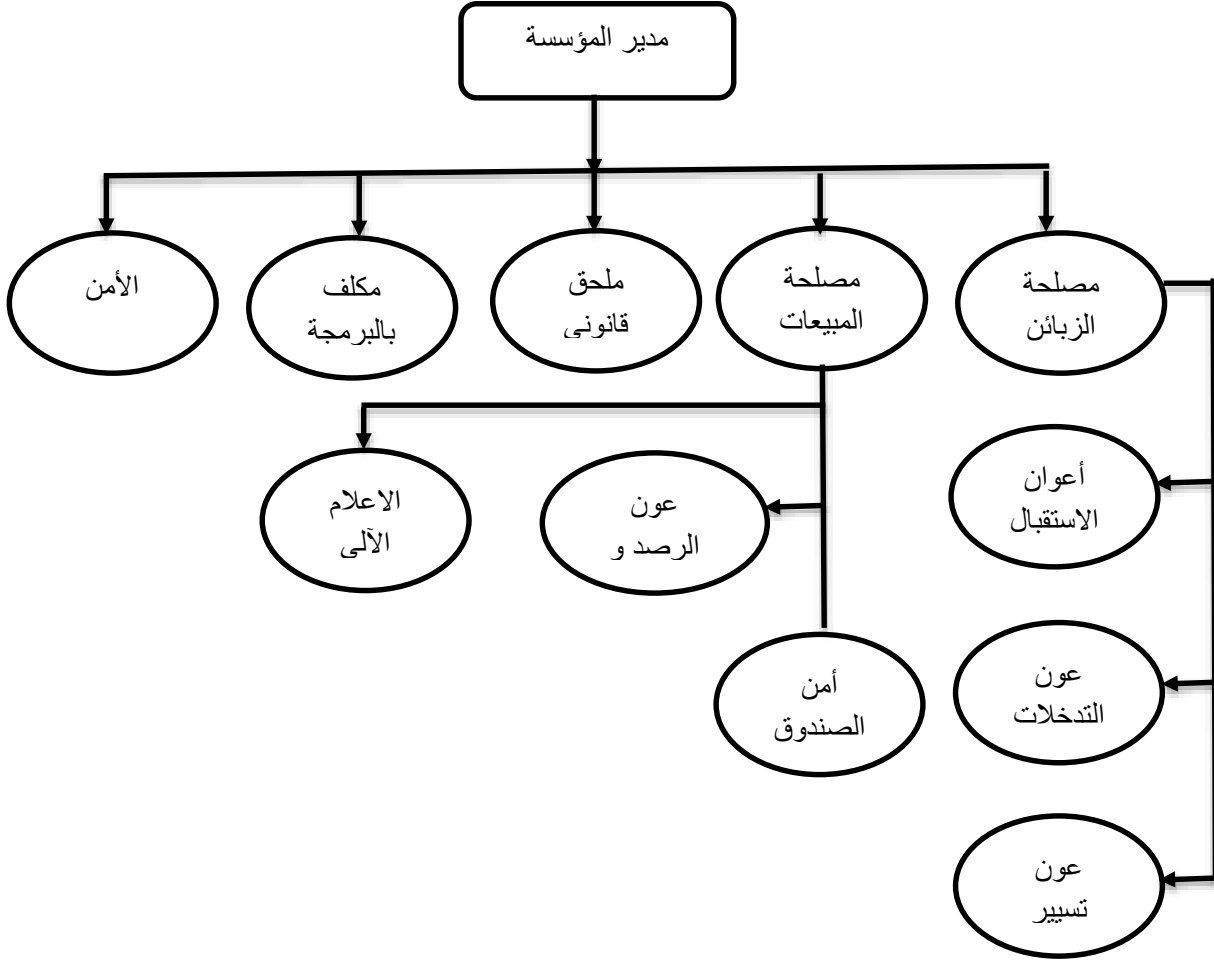 مدير المؤسسة
مصلحة
الزبائن
مصلحة
المبيعات
ملحق
قانوني
مكلف
بالبرمجة
الأمن
أعوان
الاستقبال
عون
الرصد و
الاعلام
الآلي
عون
التدخلات
أمن
الصندوق
عون
تسيير